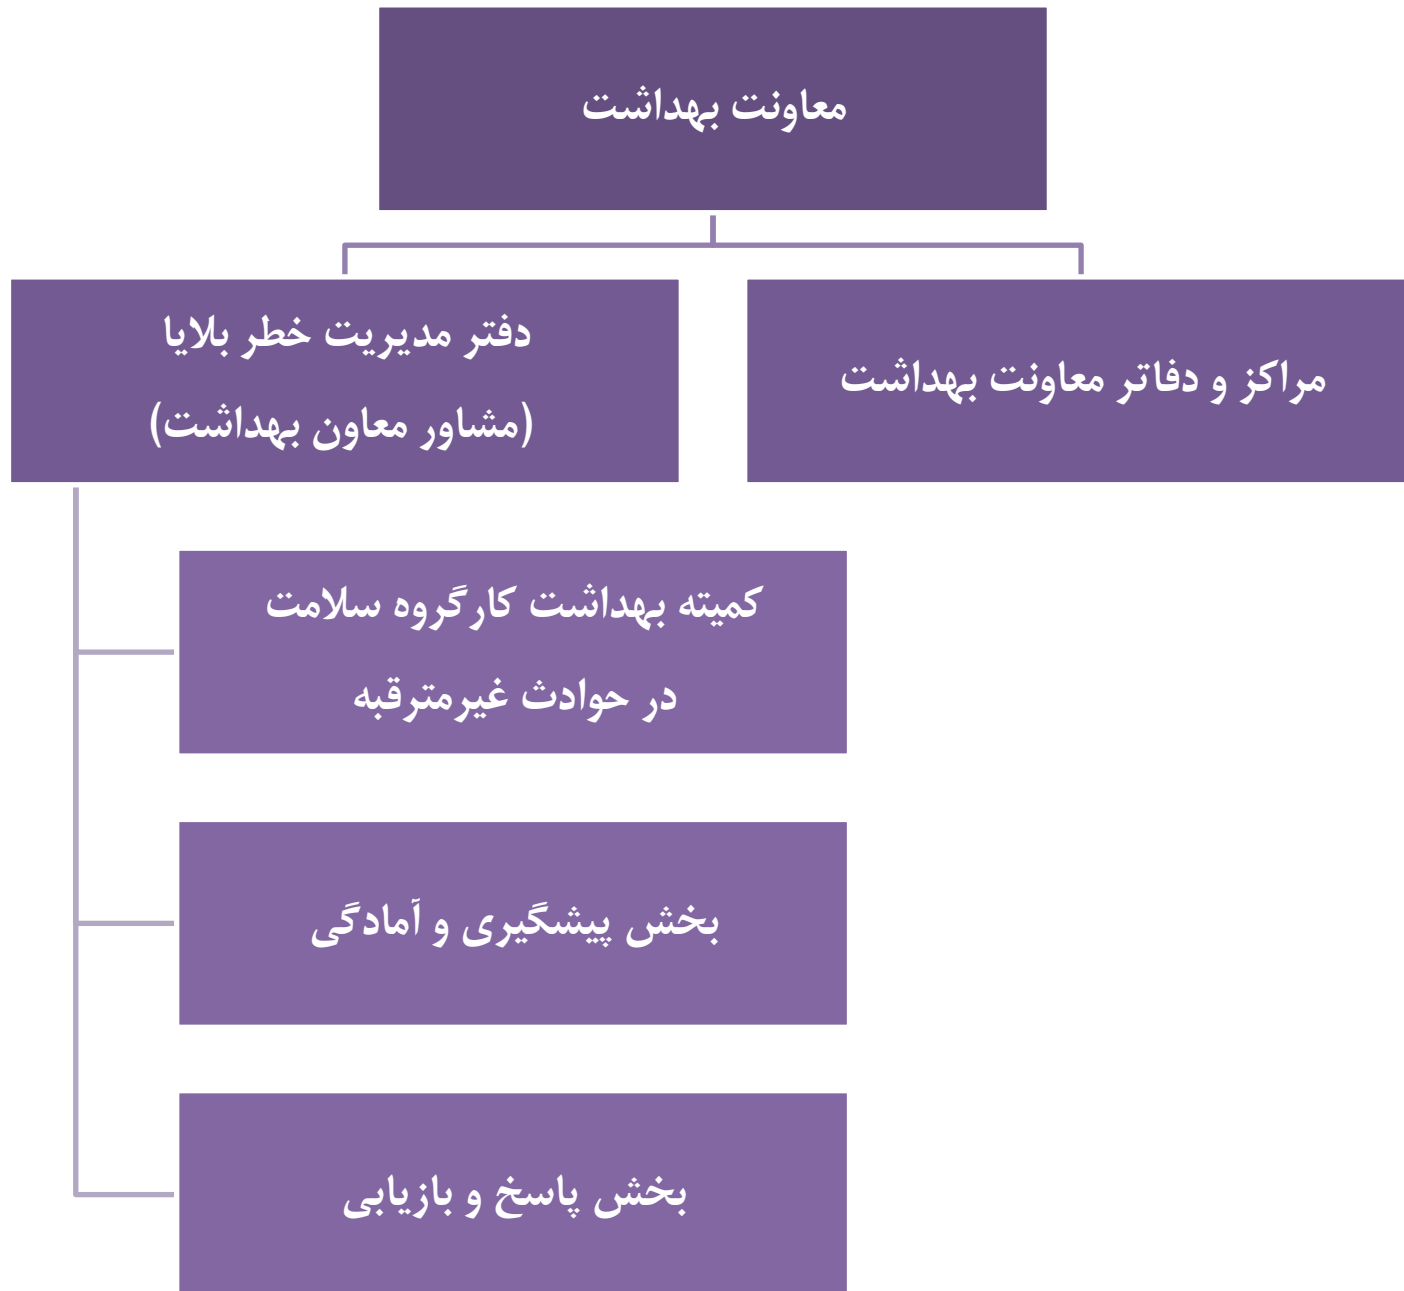 معاونت بهداشت
مراکز و دفاتر معاونت بهداشت
دفتر مدیریت خطر بلایا
(مشاور معاون بهداشت)
کمیته بهداشت کارگروه سلامت
در حوادث غیرمترقبه
بخش پیشگیری و آمادگی
بخش پاسخ و بازیابی